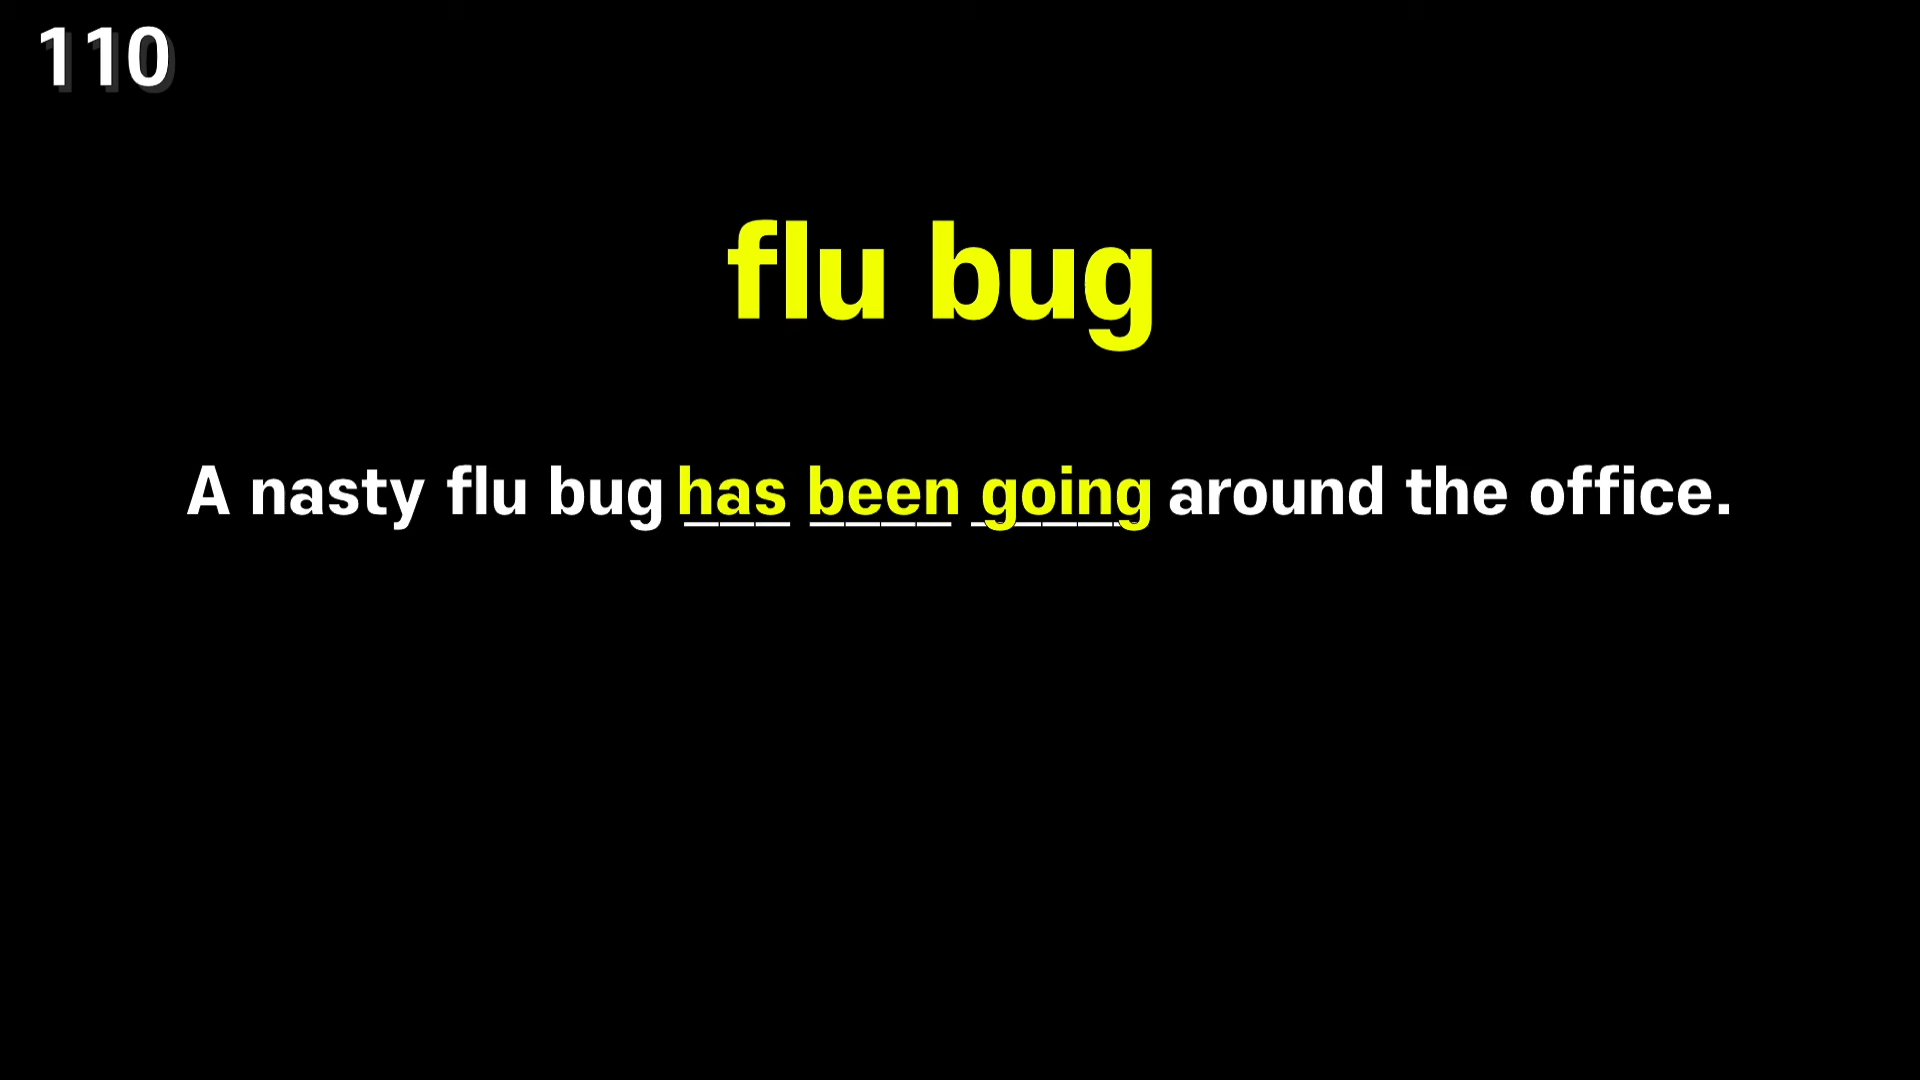 110
flu bug
A nasty flu bug has been going around the office.